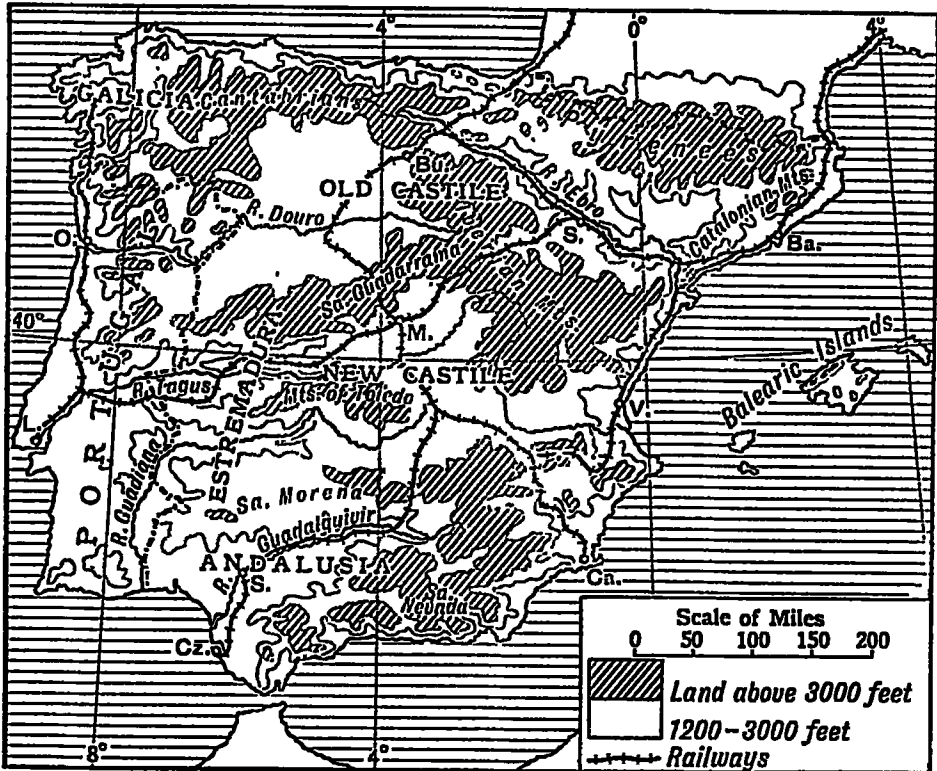 4° 0° 4°
GALICIA Cantabrians
Pyrenees
Bu.
OLD CASTILE
R. Ebro
Catalonian Mts.
R. Douro
O. S. Ba.
Sa. Guadarrama
40°
M.
Balearic Islands
PORTUGAL
ESTREMADURA
NEW CASTILE
R. Tagus
Mts. of Toledo
V.
L.
R. Guadiana
Sa. Morena
R. Guadalquivir
ANDALUSIA
S.
Ca.
Sa. Nevada
Cz.
8° 4°
Scale of Miles
0 50 100 150 200
Land above 3000 feet
1200–3000 feet
Railways